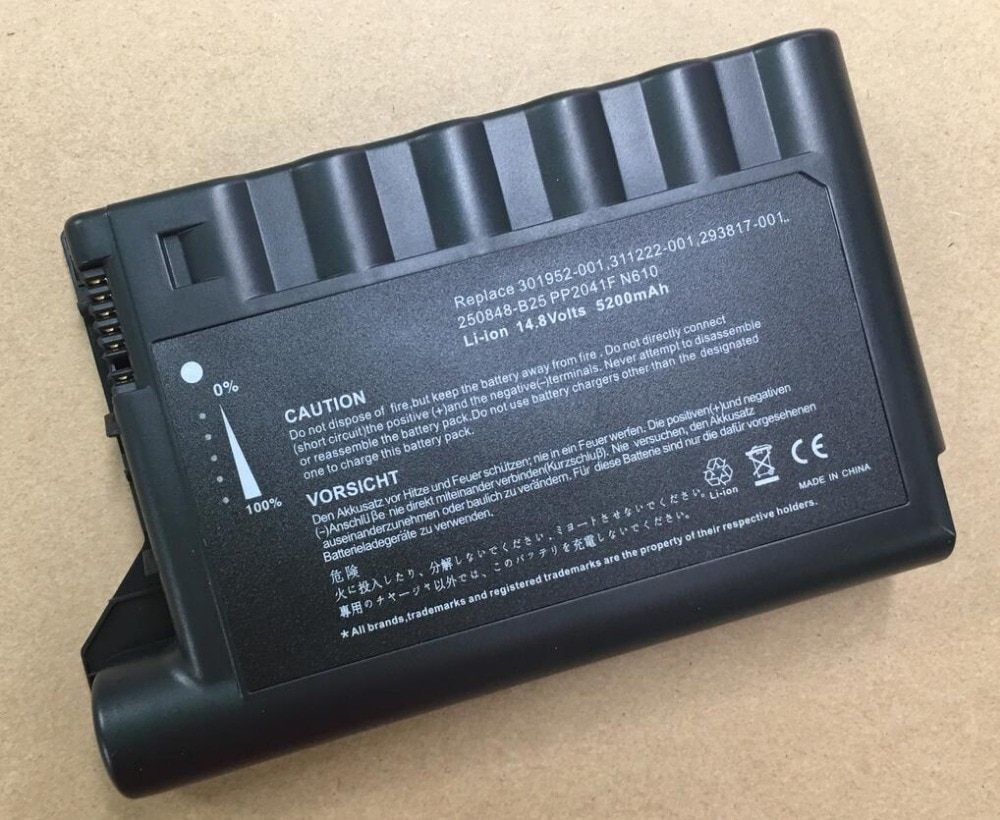 Replace 301952-001,311222-001,293817-001..
250848-B25 PP2041F N610
Li-ion 14.8Volts 5200mAh
0%
100%
CAUTION
Do not dispose of fire,but keep the battery away from fire . Do not directly connect
(short circuit)the positive (+)and the negative(−)terminals. Never attempt to disassemble
or reassemble the battery pack.Do not use battery chargers other than the designated
one to charge this battery pack.
VORSICHT
Den Akkusatz vor Hitze und Feuer schützen; nie in ein Feuer werfen. Die positiven(+)und negativen
(-)Anschlüße nie direkt miteinander verbinden(Kurzschluß). Nie versuchen, den Akkusatz
auseinanderzunehmen oder baulich zu verändern. Für diese Batterie sind nur die dafür vorgesehenen
Batterieladegeräte zu verwenden.
Li-ion
CE
MADE IN CHINA
危険
火に投入したり、分解しないでください、ミヨートさせないでください。
専用のチャージャ以外では、このバッテリを充電しないでください。
*All brands,trademarks and registered trademarks are the property of their respective holders.